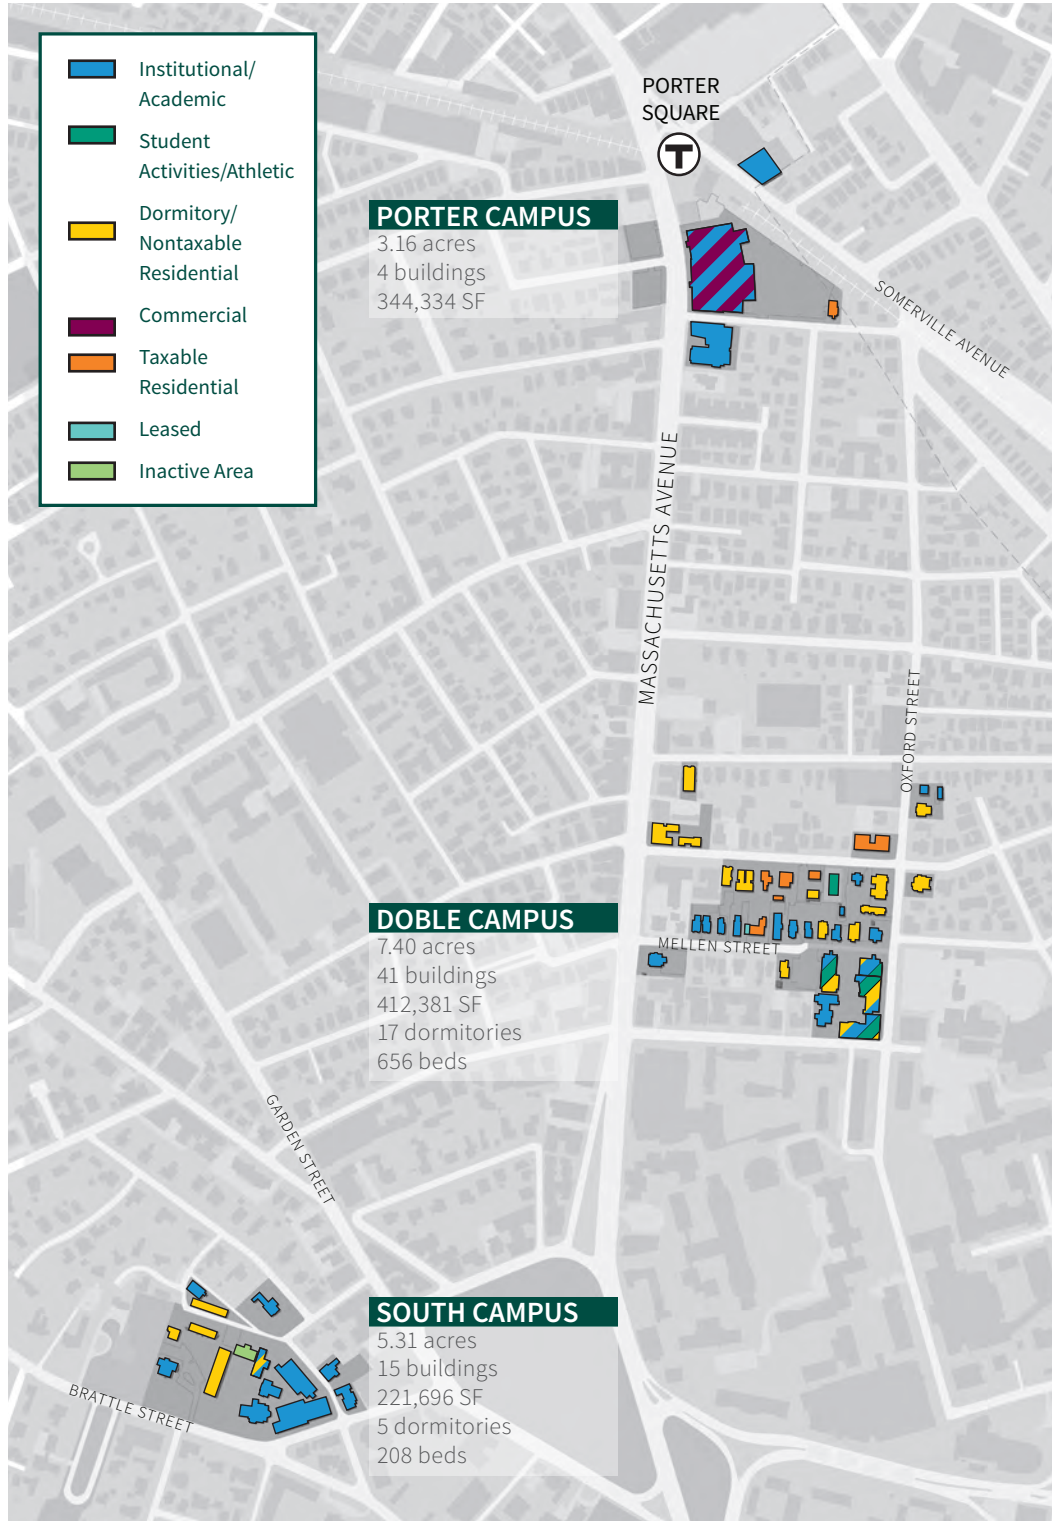 Institutional/
Academic
Student
Activities/Athletic
Dormitory/
Nontaxable
Residential
Commercial
Taxable
Residential
Leased
Inactive Area
PORTER
SQUARE
T
PORTER CAMPUS
3.16 acres
4 buildings
344,334 SF
SOMERVILLE AVENUE
MASSACHUSETTS AVENUE
OXFORD STREET
DOBLE CAMPUS
7.40 acres
41 buildings
412,381 SF
17 dormitories
656 beds
MELLEN STREET
GARDEN STREET
SOUTH CAMPUS
5.31 acres
15 buildings
221,696 SF
5 dormitories
208 beds
BRATTLE STREET